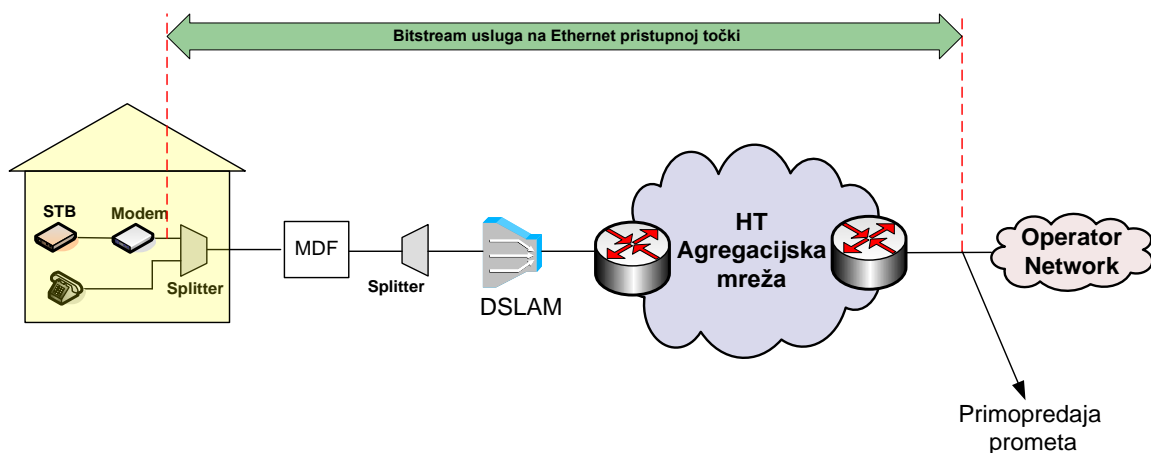 Bitstream usluga na Ethernet pristupnoj točki
STB
Modem
Splitter
MDF
Splitter
DSLAM
HT
Agregacijska
mreža
Operator
Network
Primopredaja
prometa